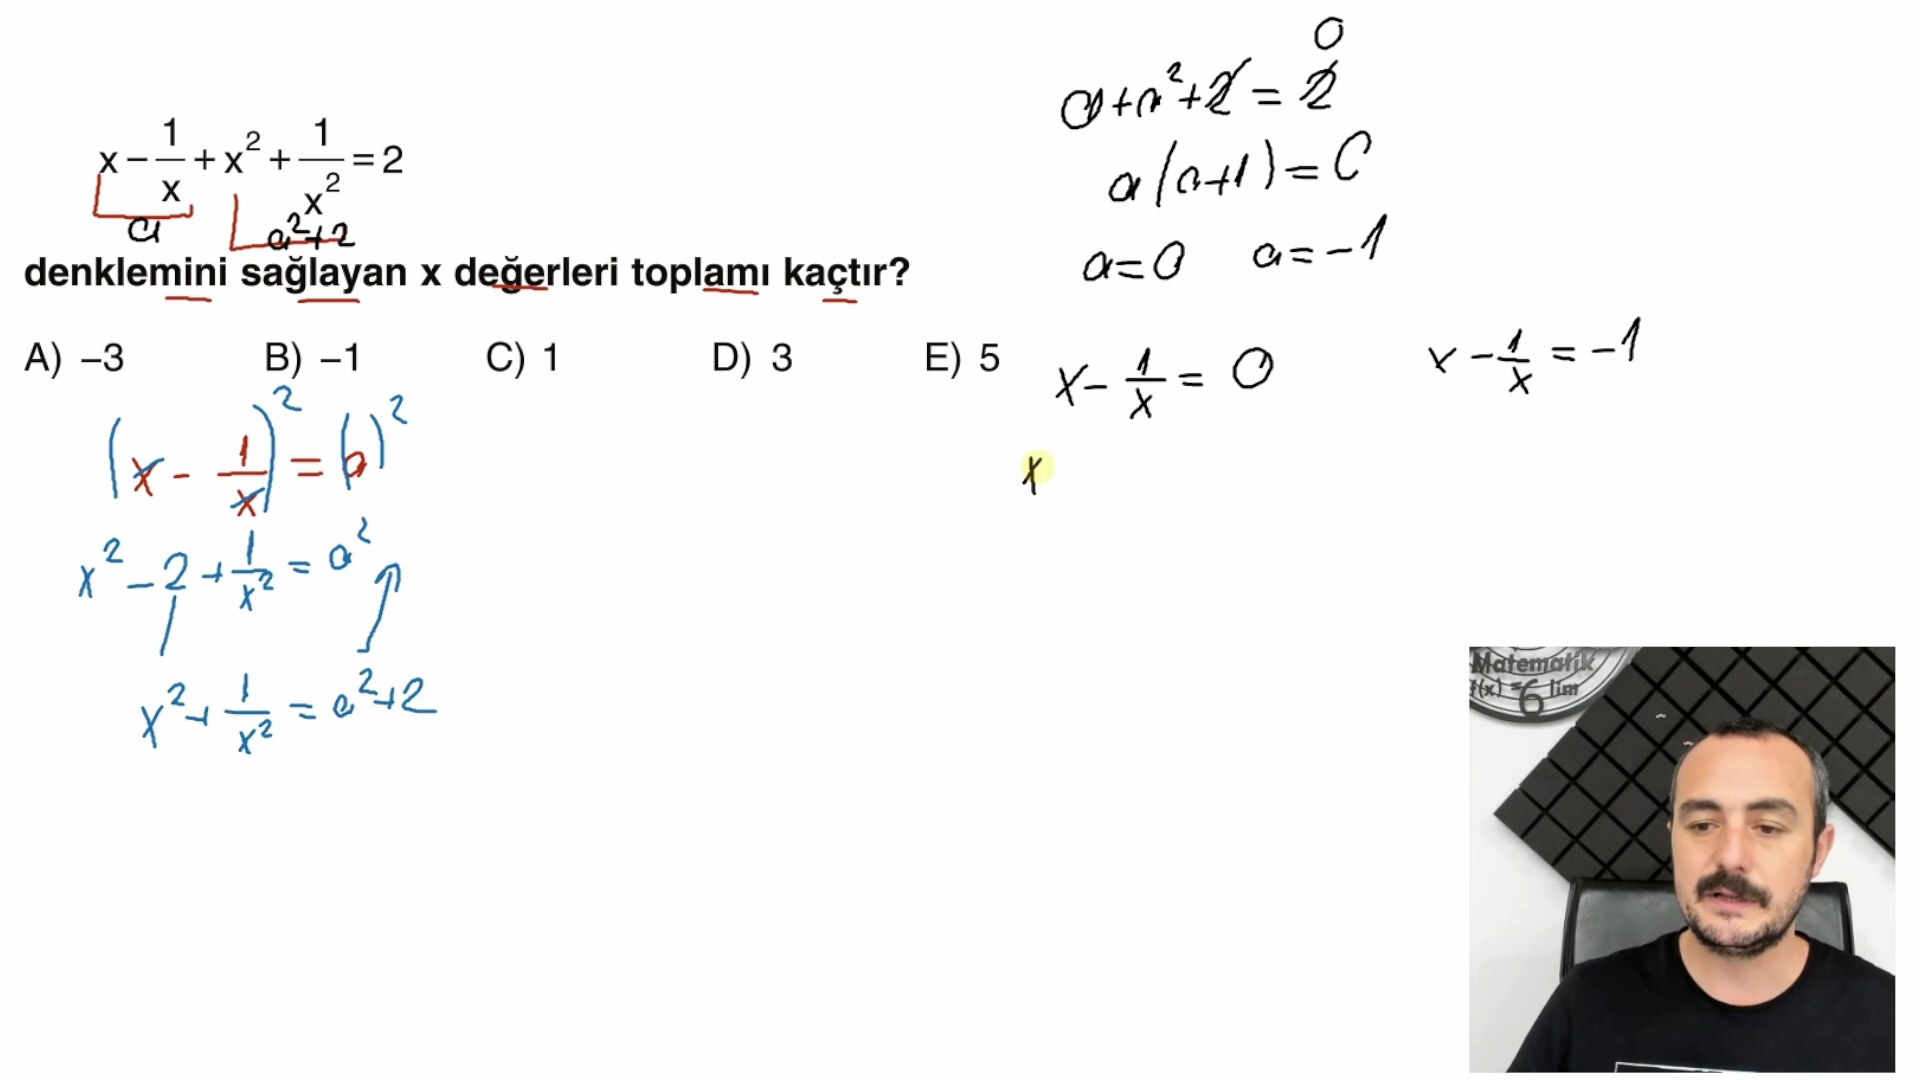 x − 1/x + x² + 1/x² = 2
a
a²+2
denklemini sağlayan x değerleri toplamı kaçtır?
A) −3 B) −1 C) 1 D) 3 E) 5
(x − 1/x)² = (a)²
x² − 2 + 1/x² = a²
x² + 1/x² = a²+2
0
a+a²+2 = 2
a(a+1) = 0
a=0 a=−1
x − 1/x = 0
x − 1/x = −1
x
Matematik
f(x) = 6 lim